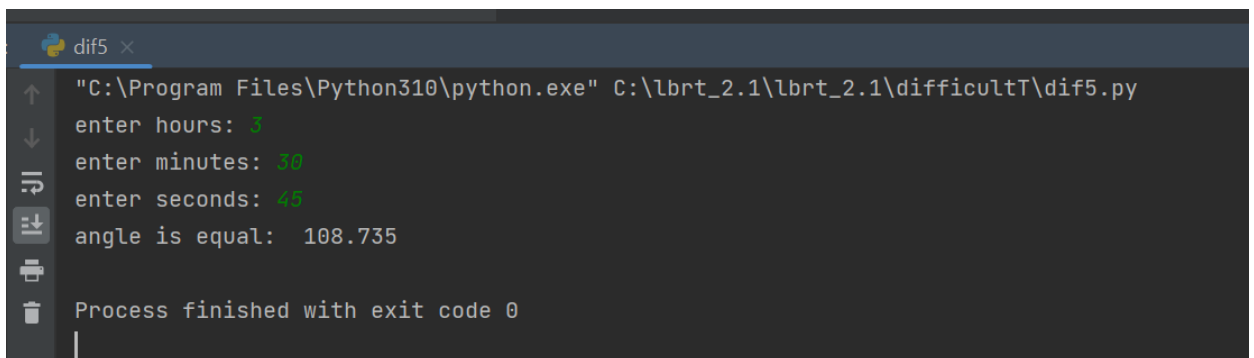 dif5
"C:\Program Files\Python310\python.exe" C:\lbrt_2.1\lbrt_2.1\difficultT\dif5.py
enter hours: 3
enter minutes: 30
enter seconds: 45
angle is equal:  108.735
Process finished with exit code 0